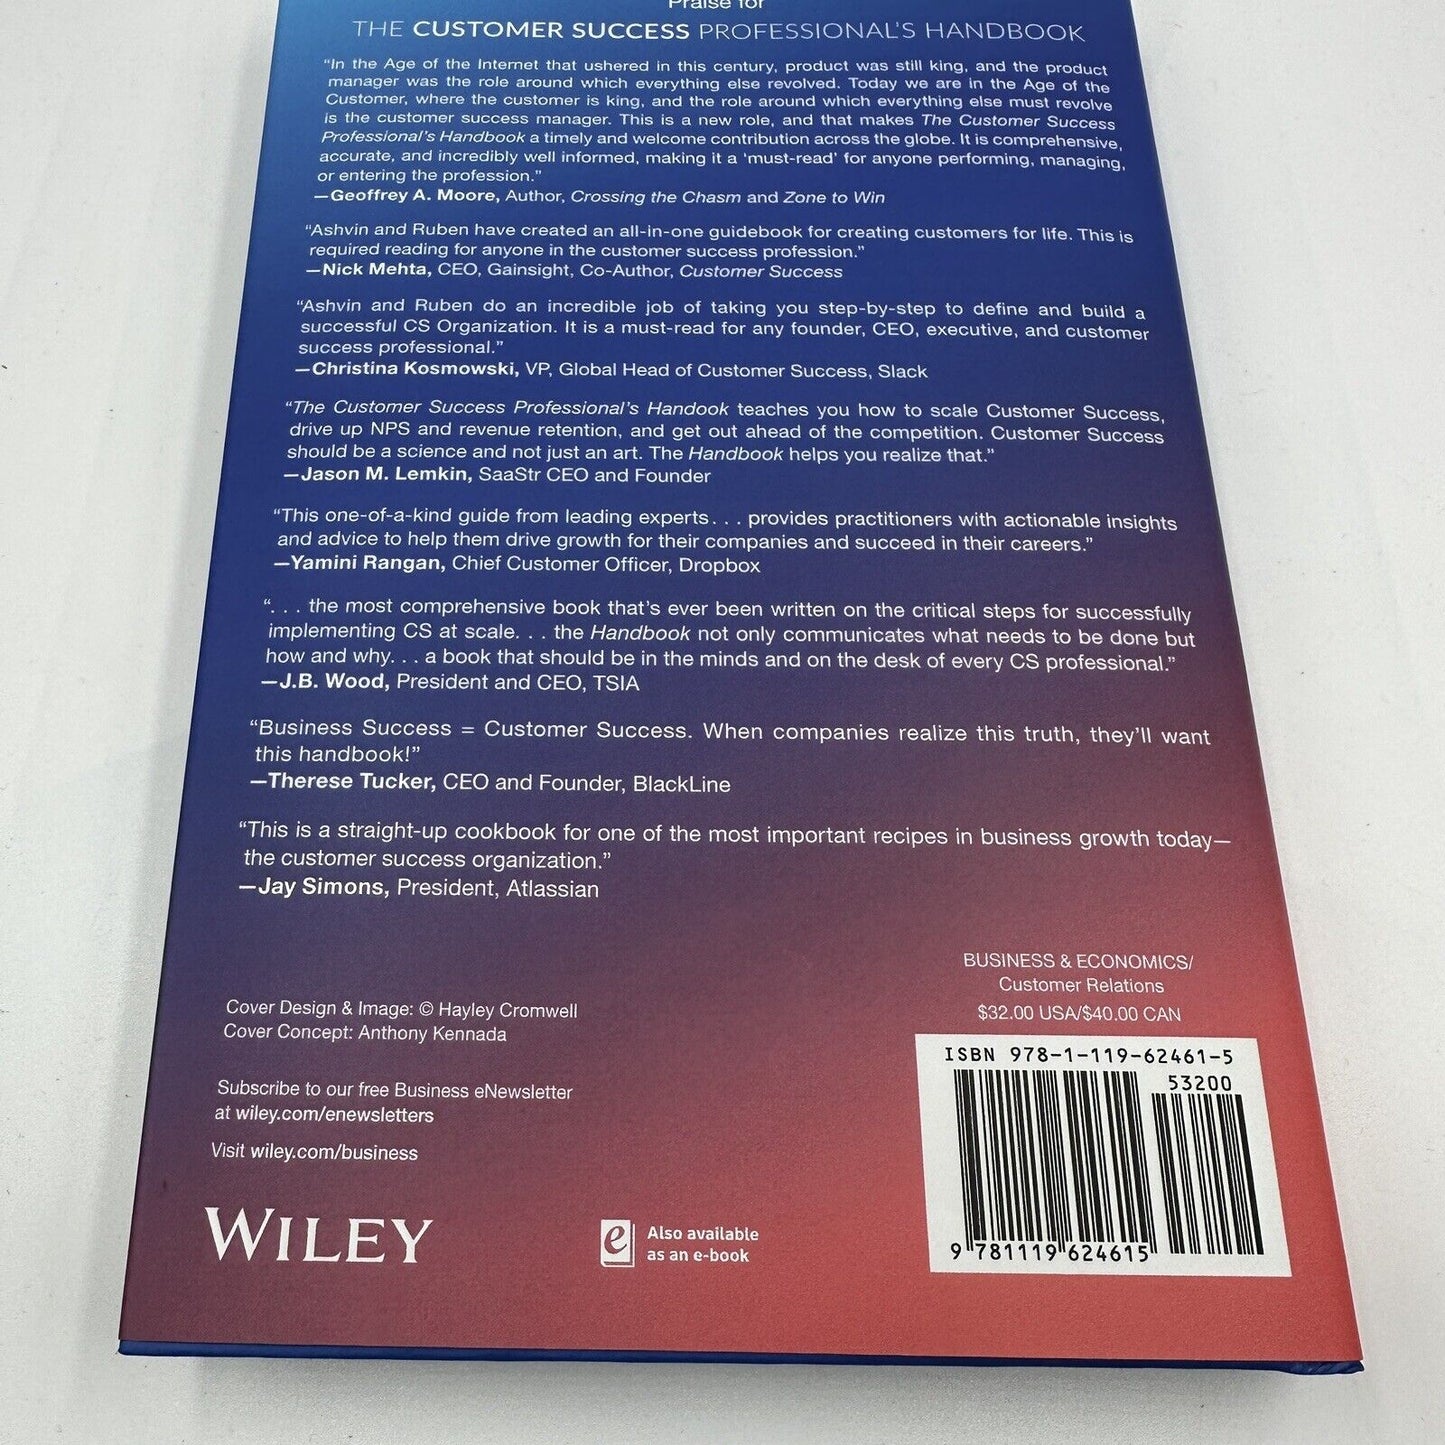 Praise for
THE CUSTOMER SUCCESS PROFESSIONAL'S HANDBOOK
“In the Age of the Internet that ushered in this century, product was still king, and the product
manager was the role around which everything else revolved. Today we are in the Age of the
Customer, where the customer is king, and the role around which everything else must revolve
is the customer success manager. This is a new role, and that makes The Customer Success
Professional’s Handbook a timely and welcome contribution across the globe. It is comprehensive,
accurate, and incredibly well informed, making it a ‘must-read’ for anyone performing, managing,
or entering the profession.”
—Geoffrey A. Moore, Author, Crossing the Chasm and Zone to Win
“Ashvin and Ruben have created an all-in-one guidebook for creating customers for life. This is
required reading for anyone in the customer success profession.”
—Nick Mehta, CEO, Gainsight, Co-Author, Customer Success
“Ashvin and Ruben do an incredible job of taking you step-by-step to define and build a
successful CS Organization. It is a must-read for any founder, CEO, executive, and customer
success professional.”
—Christina Kosmowski, VP, Global Head of Customer Success, Slack
“The Customer Success Professional’s Handook teaches you how to scale Customer Success,
drive up NPS and revenue retention, and get out ahead of the competition. Customer Success
should be a science and not just an art. The Handbook helps you realize that.”
—Jason M. Lemkin, SaaStr CEO and Founder
“This one-of-a-kind guide from leading experts. . . provides practitioners with actionable insights
and advice to help them drive growth for their companies and succeed in their careers.”
—Yamini Rangan, Chief Customer Officer, Dropbox
“. . . the most comprehensive book that’s ever been written on the critical steps for successfully
implementing CS at scale. . . the Handbook not only communicates what needs to be done but
how and why. . . a book that should be in the minds and on the desk of every CS professional.”
—J.B. Wood, President and CEO, TSIA
“Business Success = Customer Success. When companies realize this truth, they’ll want
this handbook!”
—Therese Tucker, CEO and Founder, BlackLine
“This is a straight-up cookbook for one of the most important recipes in business growth today—
the customer success organization.”
—Jay Simons, President, Atlassian
BUSINESS & ECONOMICS/
Customer Relations
$32.00 USA/$40.00 CAN
Cover Design & Image: © Hayley Cromwell
Cover Concept: Anthony Kennada
Subscribe to our free Business eNewsletter
at wiley.com/enewsletters
Visit wiley.com/business
WILEY
e
Also available
as an e-book
ISBN 978-1-119-62461-5
53200
9 781119 624615